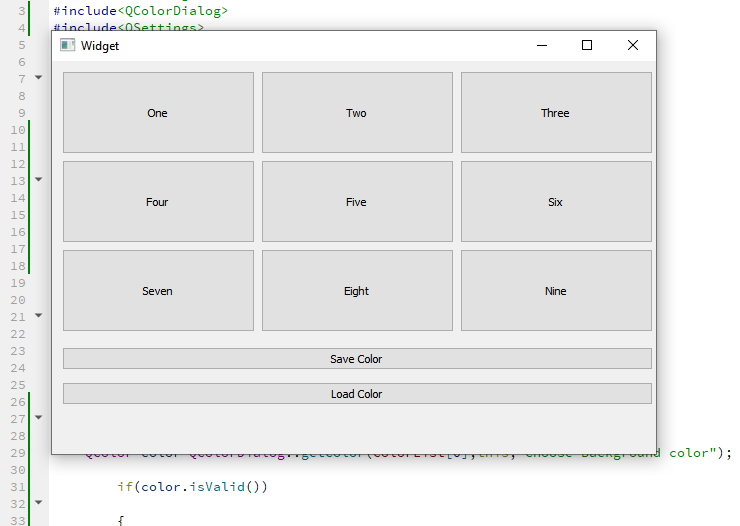 3 #include<QColorDialog>
4 #include<QSettings>
5 Widget
6
7
8
9 One Two Three
10
11
12
13
14 Four Five Six
15
16
17
18
19 Seven Eight Nine
20
21
22
23 Save Color
24
25 Load Color
26
27
28
29 QColor color QColorDialog::getColor(colorList[0],this,"Choose Background color");
30
31 if(color.isValid())
32
33 {